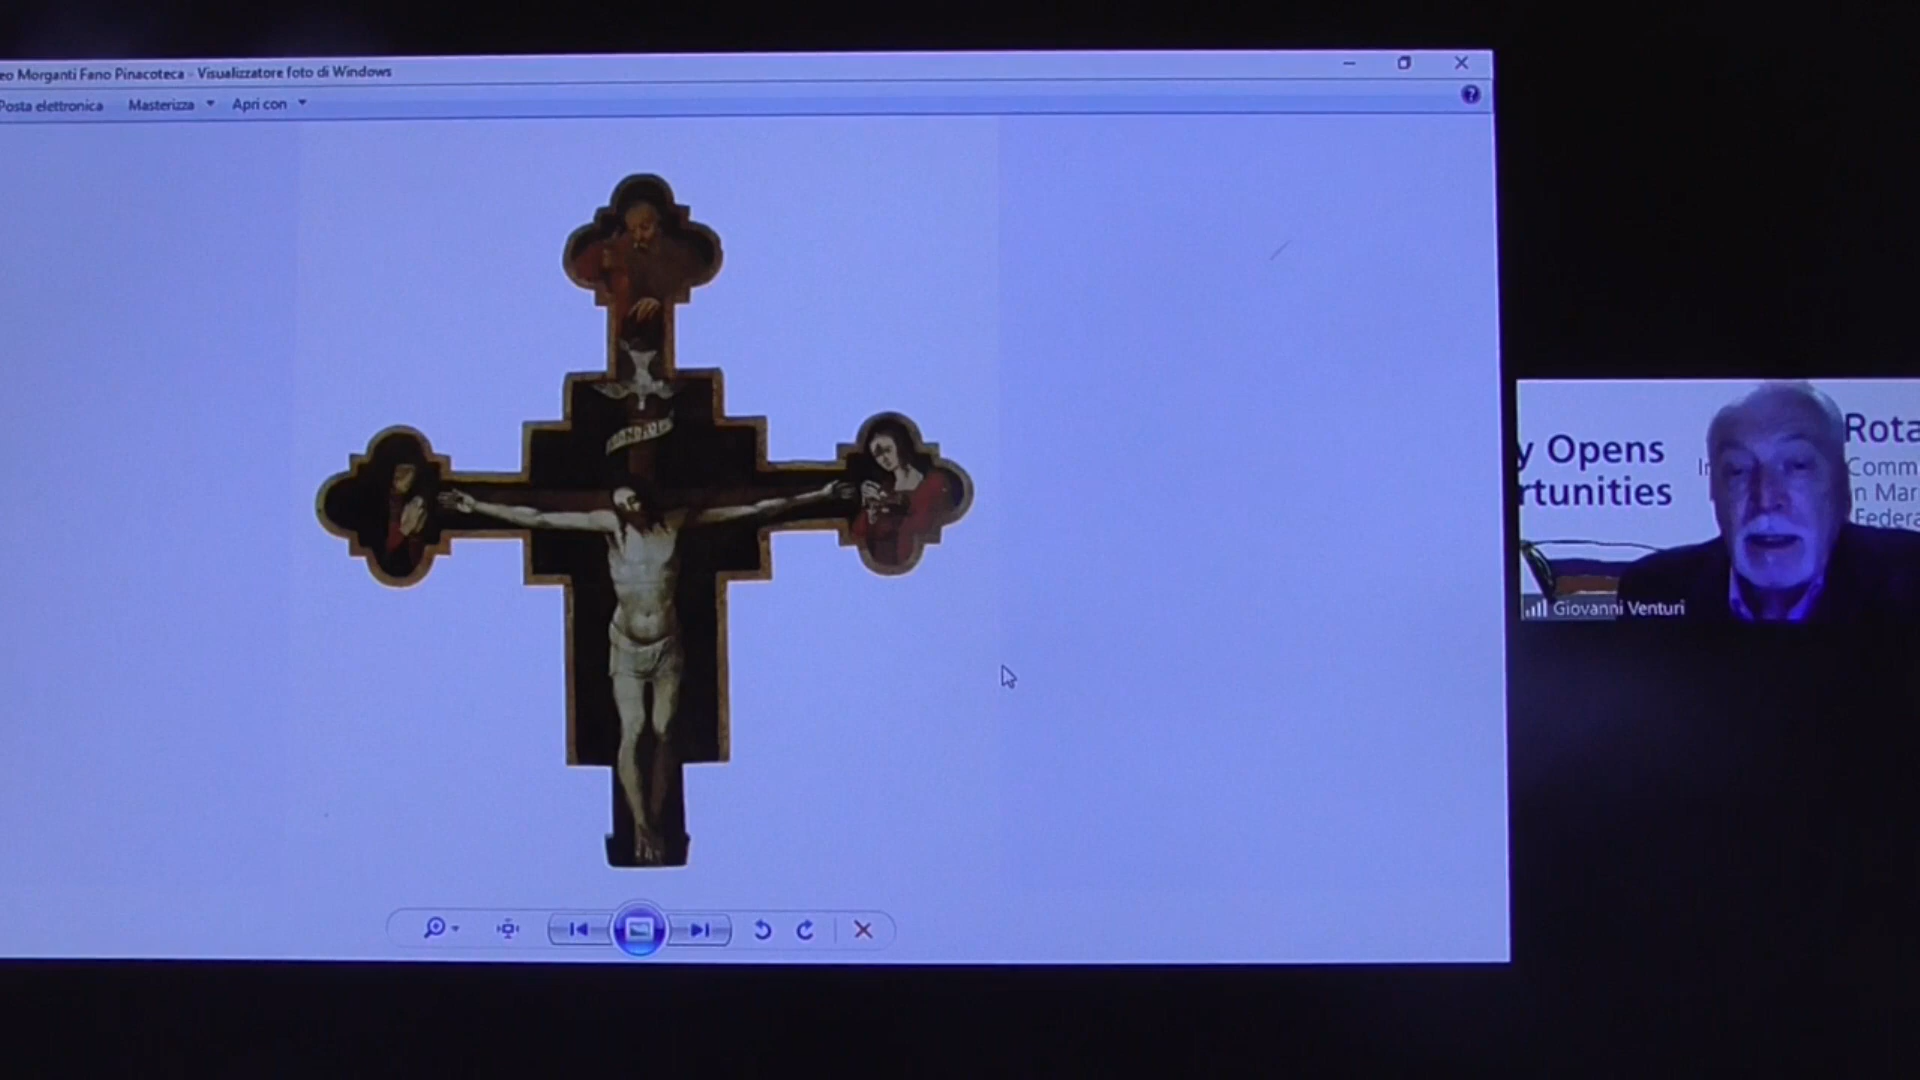 eo Morganti Fano Pinacoteca - Visualizzatore foto di Windows
Posta elettronica Masterizza Apri con
y Opens
rtunities
Rota
Comm
n Mar
Federa
Giovanni Venturi